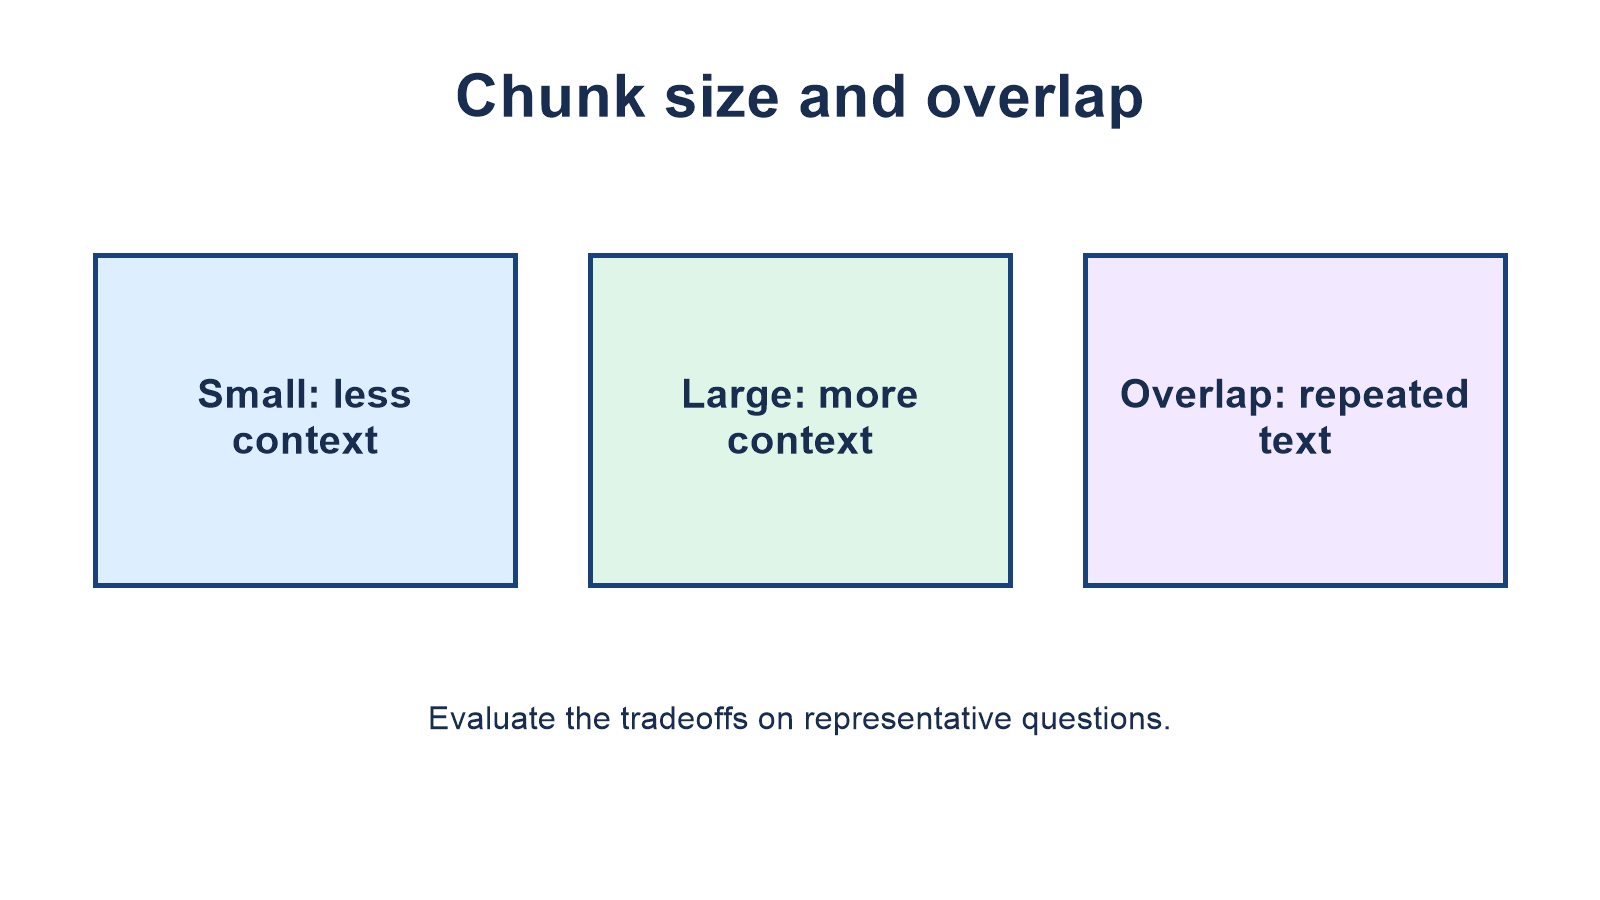 Chunk size and overlap
Small: less
context
Large: more
context
Overlap: repeated
text
Evaluate the tradeoffs on representative questions.